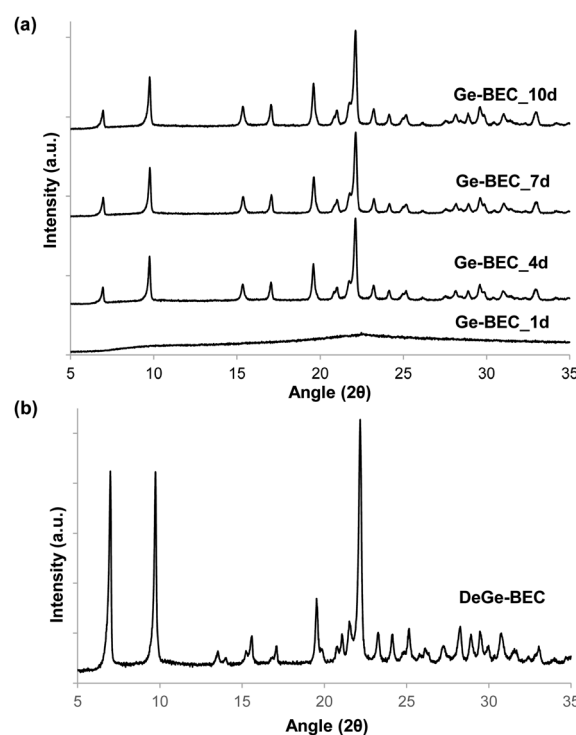 (a)
Intensity (a.u.)
Ge-BEC_10d
Ge-BEC_7d
Ge-BEC_4d
Ge-BEC_1d
5 10 15 20 25 30 35
Angle (2θ)
(b)
Intensity (a.u.)
DeGe-BEC
5 10 15 20 25 30 35
Angle (2θ)